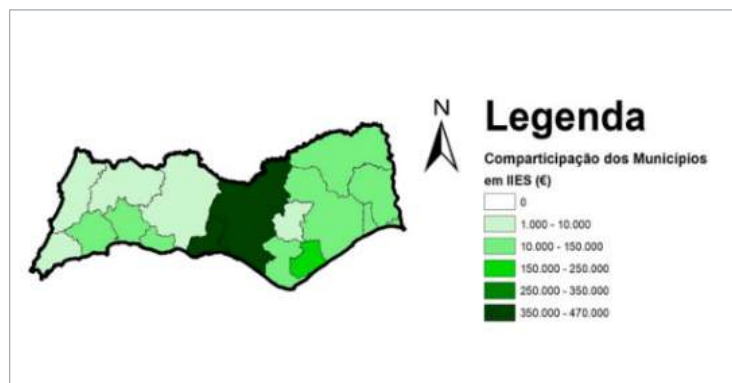 N
Legenda
Comparticipação dos Municípios
em IIES (€)
0
1.000 - 10.000
10.000 - 150.000
150.000 - 250.000
250.000 - 350.000
350.000 - 470.000